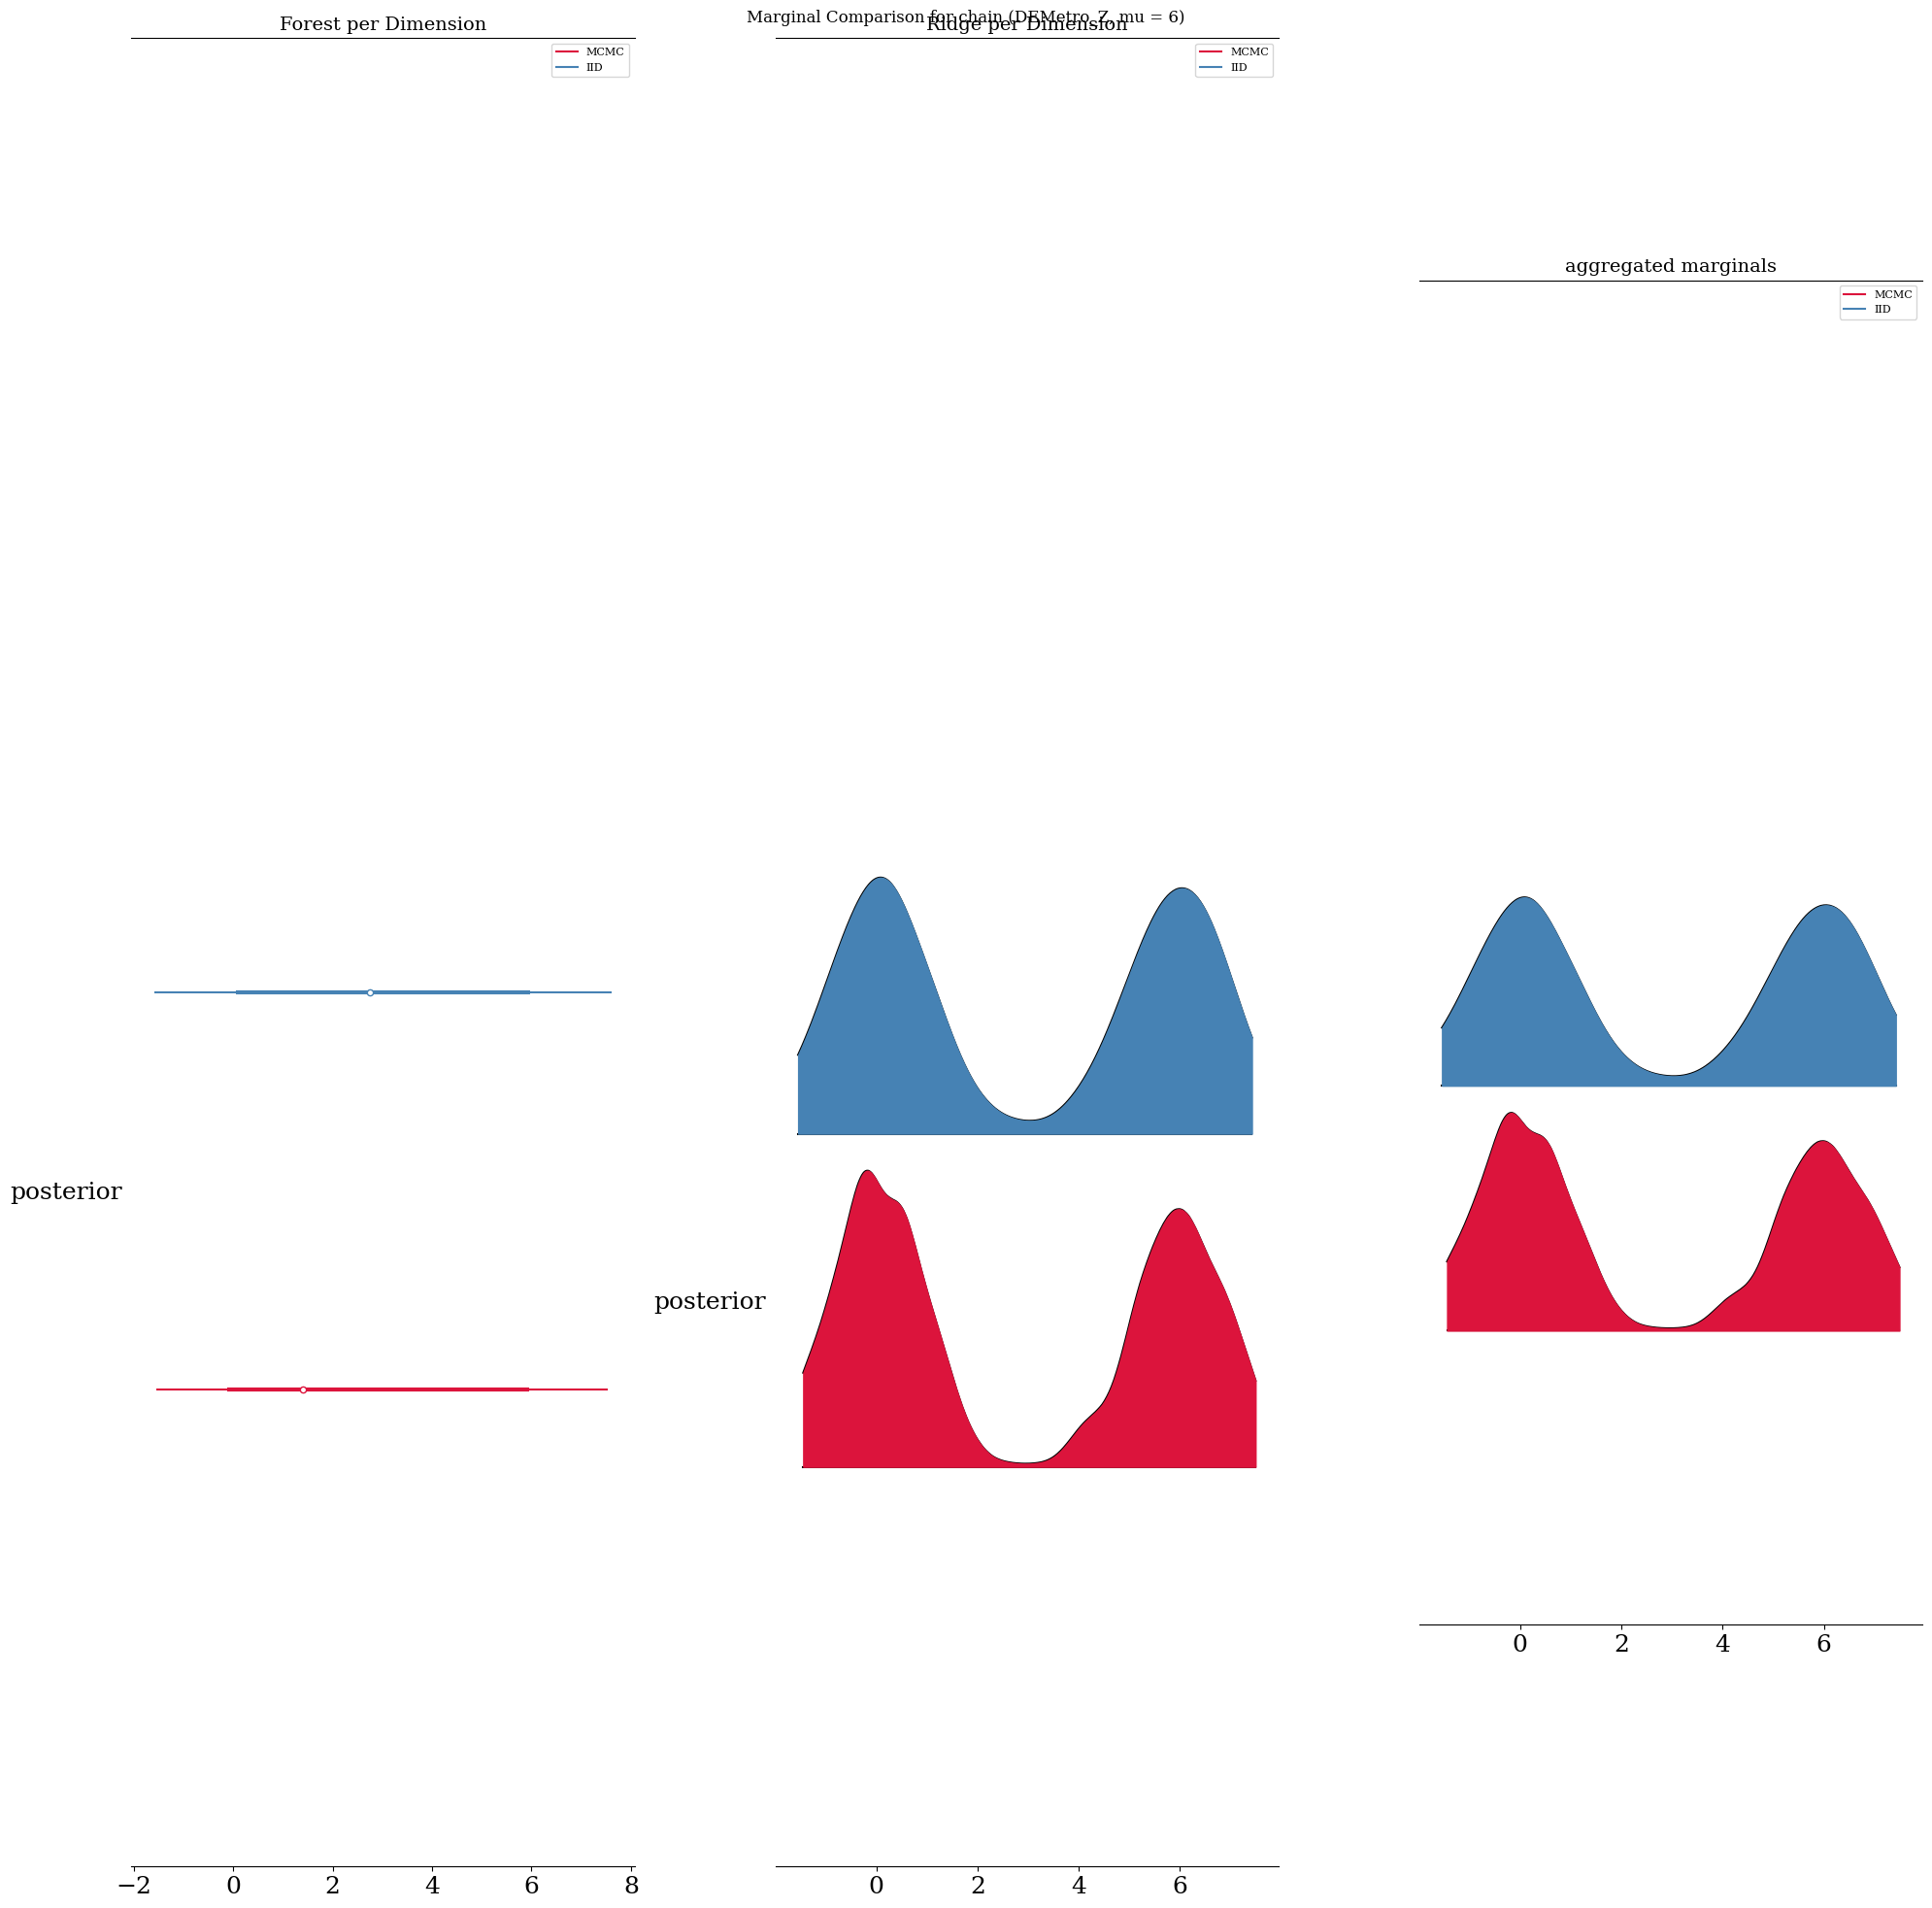 Marginal Comparison for chain (DEMetro_Z, mu = 6)
Forest per Dimension
MCMC
IID
posterior
−2 0 2 4 6 8
Ridge per Dimension
MCMC
IID
posterior
0 2 4 6
aggregated marginals
MCMC
IID
0 2 4 6